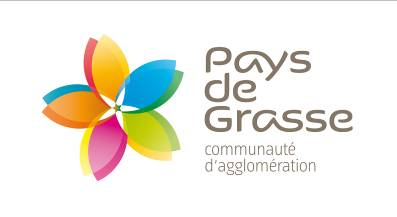 Pays
de
Grasse
communauté
d'agglomération